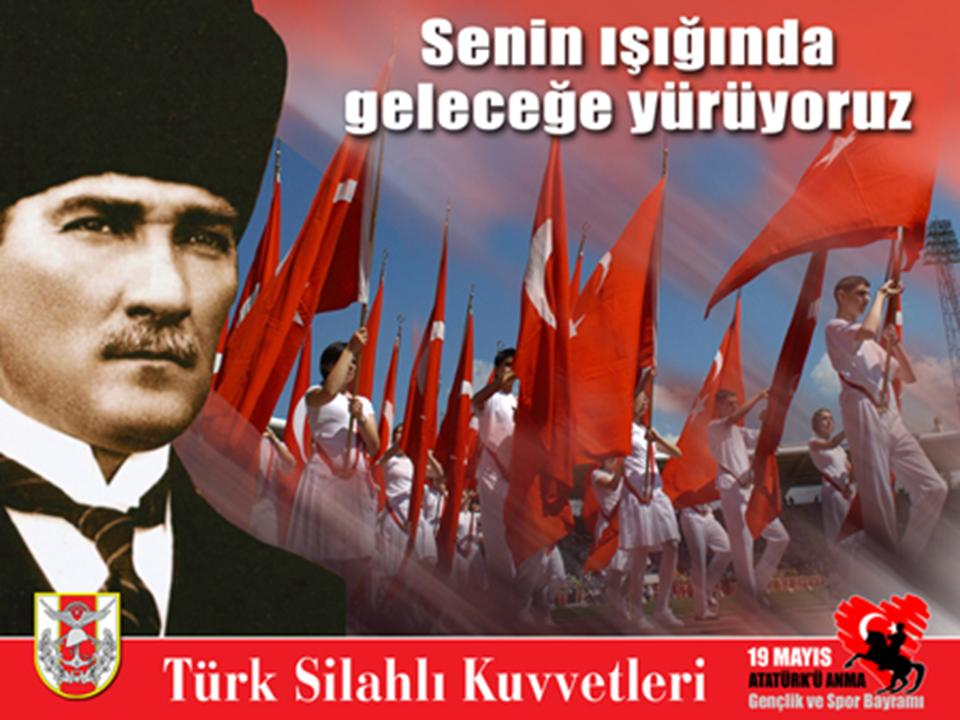 Senin ışığında
geleceğe yürüyoruz
Türk Silahlı Kuvvetleri
19 MAYIS
ATATÜRK'Ü ANMA
Gençlik ve Spor Bayramı